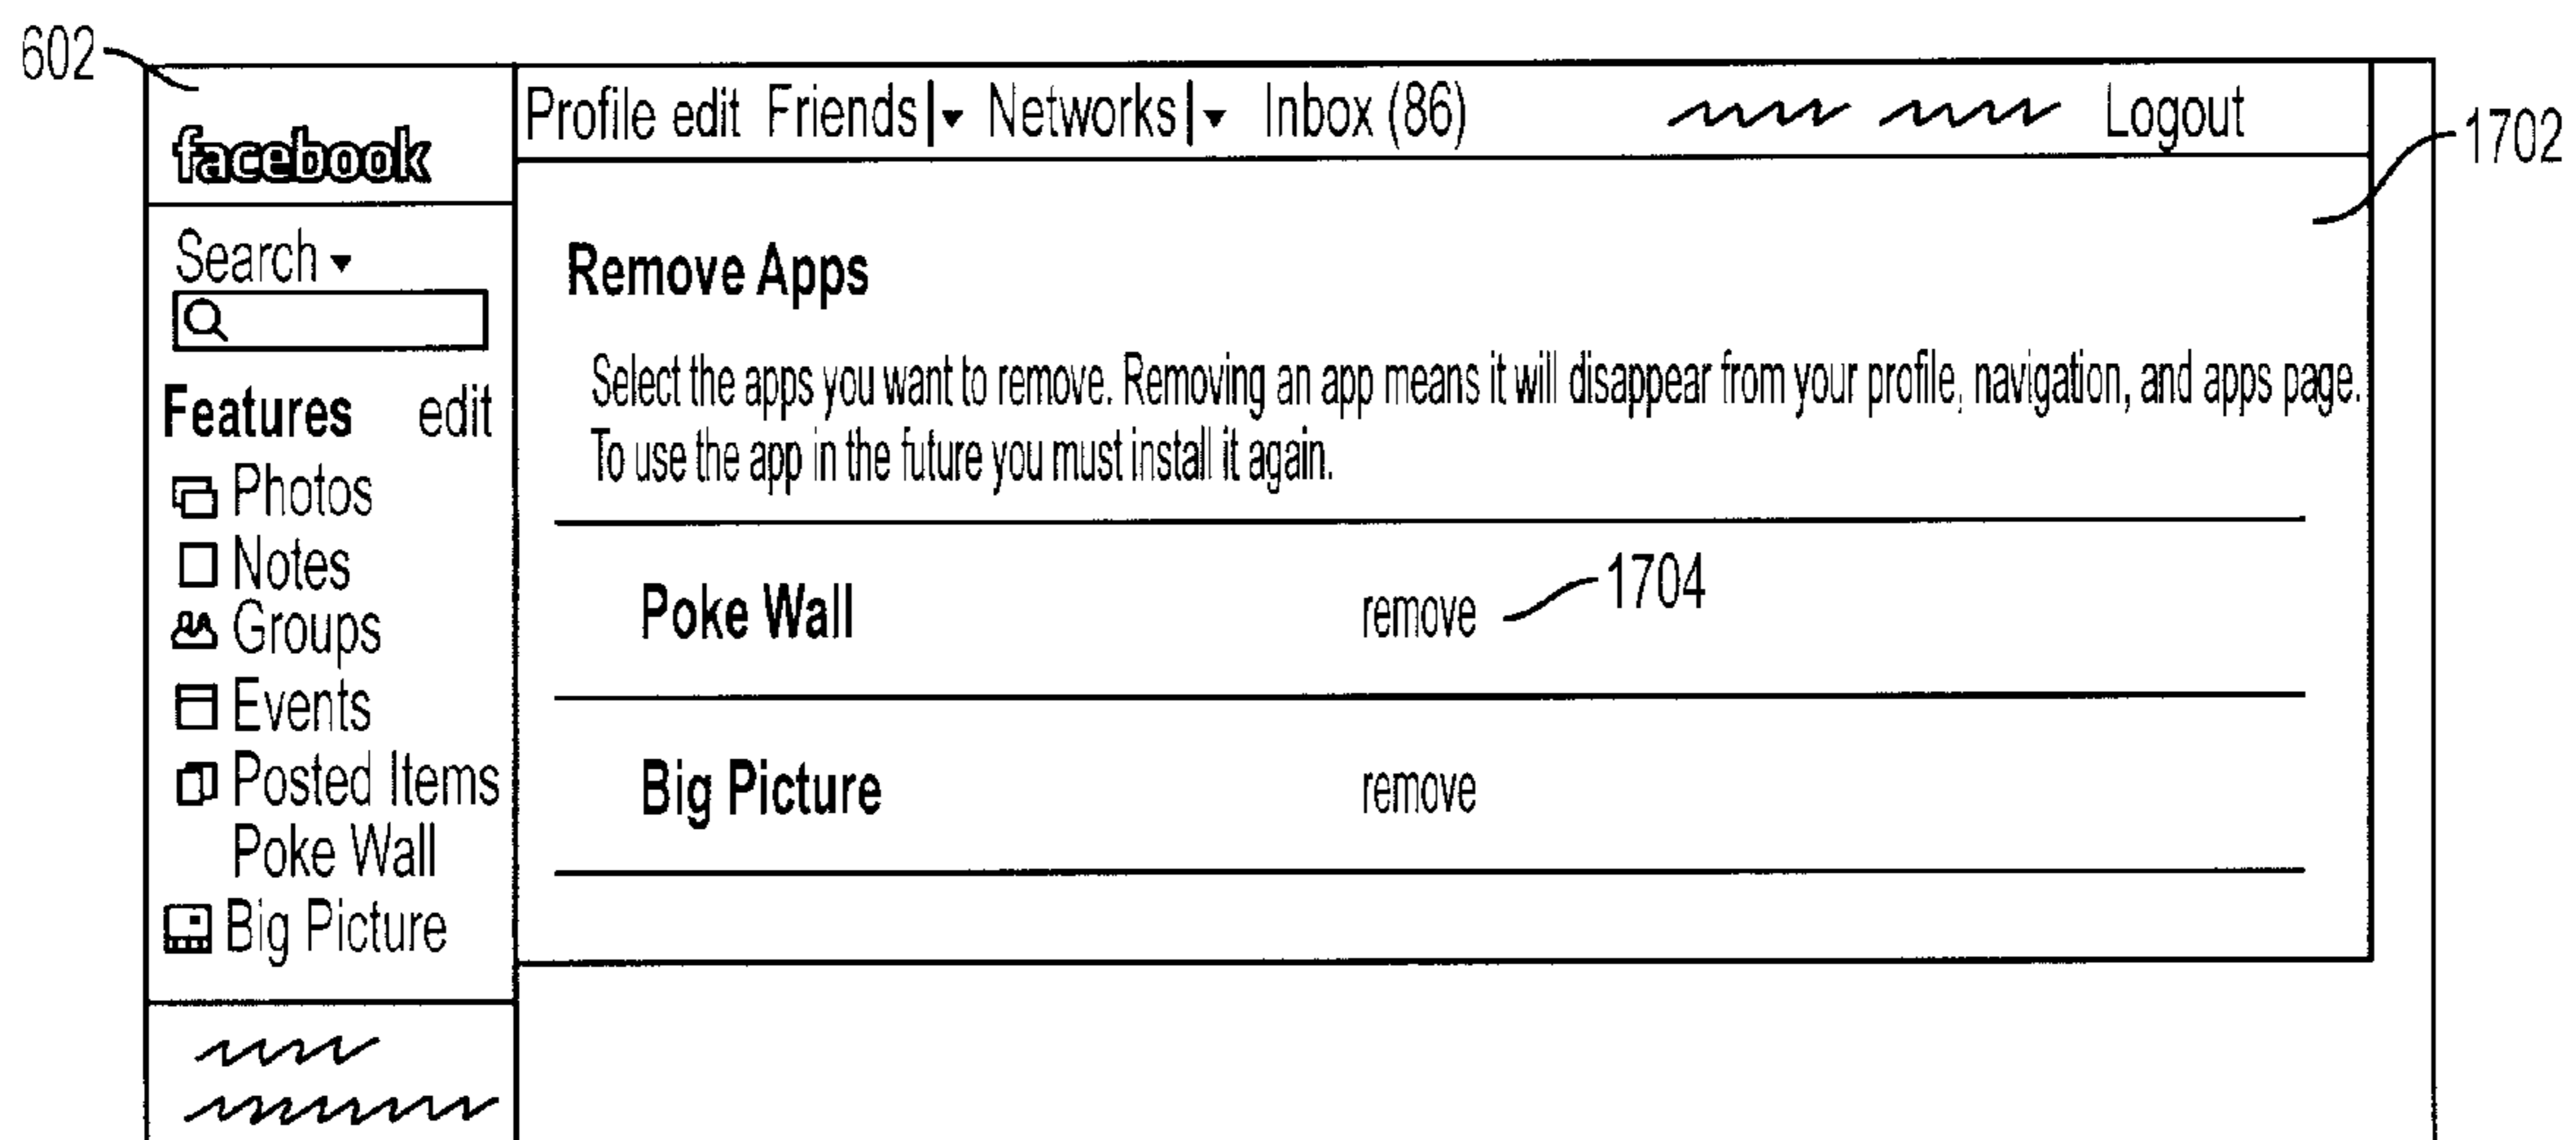 602
facebook
Profile edit Friends Networks Inbox (86) Logout
1702
Search
Features edit
Photos
Notes
Groups
Events
Posted Items
Poke Wall
Big Picture
Remove Apps
Select the apps you want to remove. Removing an app means it will disappear from your profile, navigation, and apps page.
To use the app in the future you must install it again.
Poke Wall remove 1704
Big Picture remove